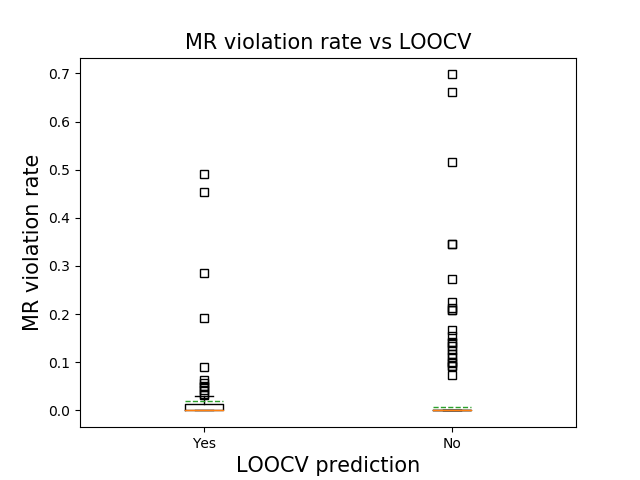 MR violation rate vs LOOCV
MR violation rate
0.7
0.6
0.5
0.4
0.3
0.2
0.1
0.0
Yes
No
LOOCV prediction